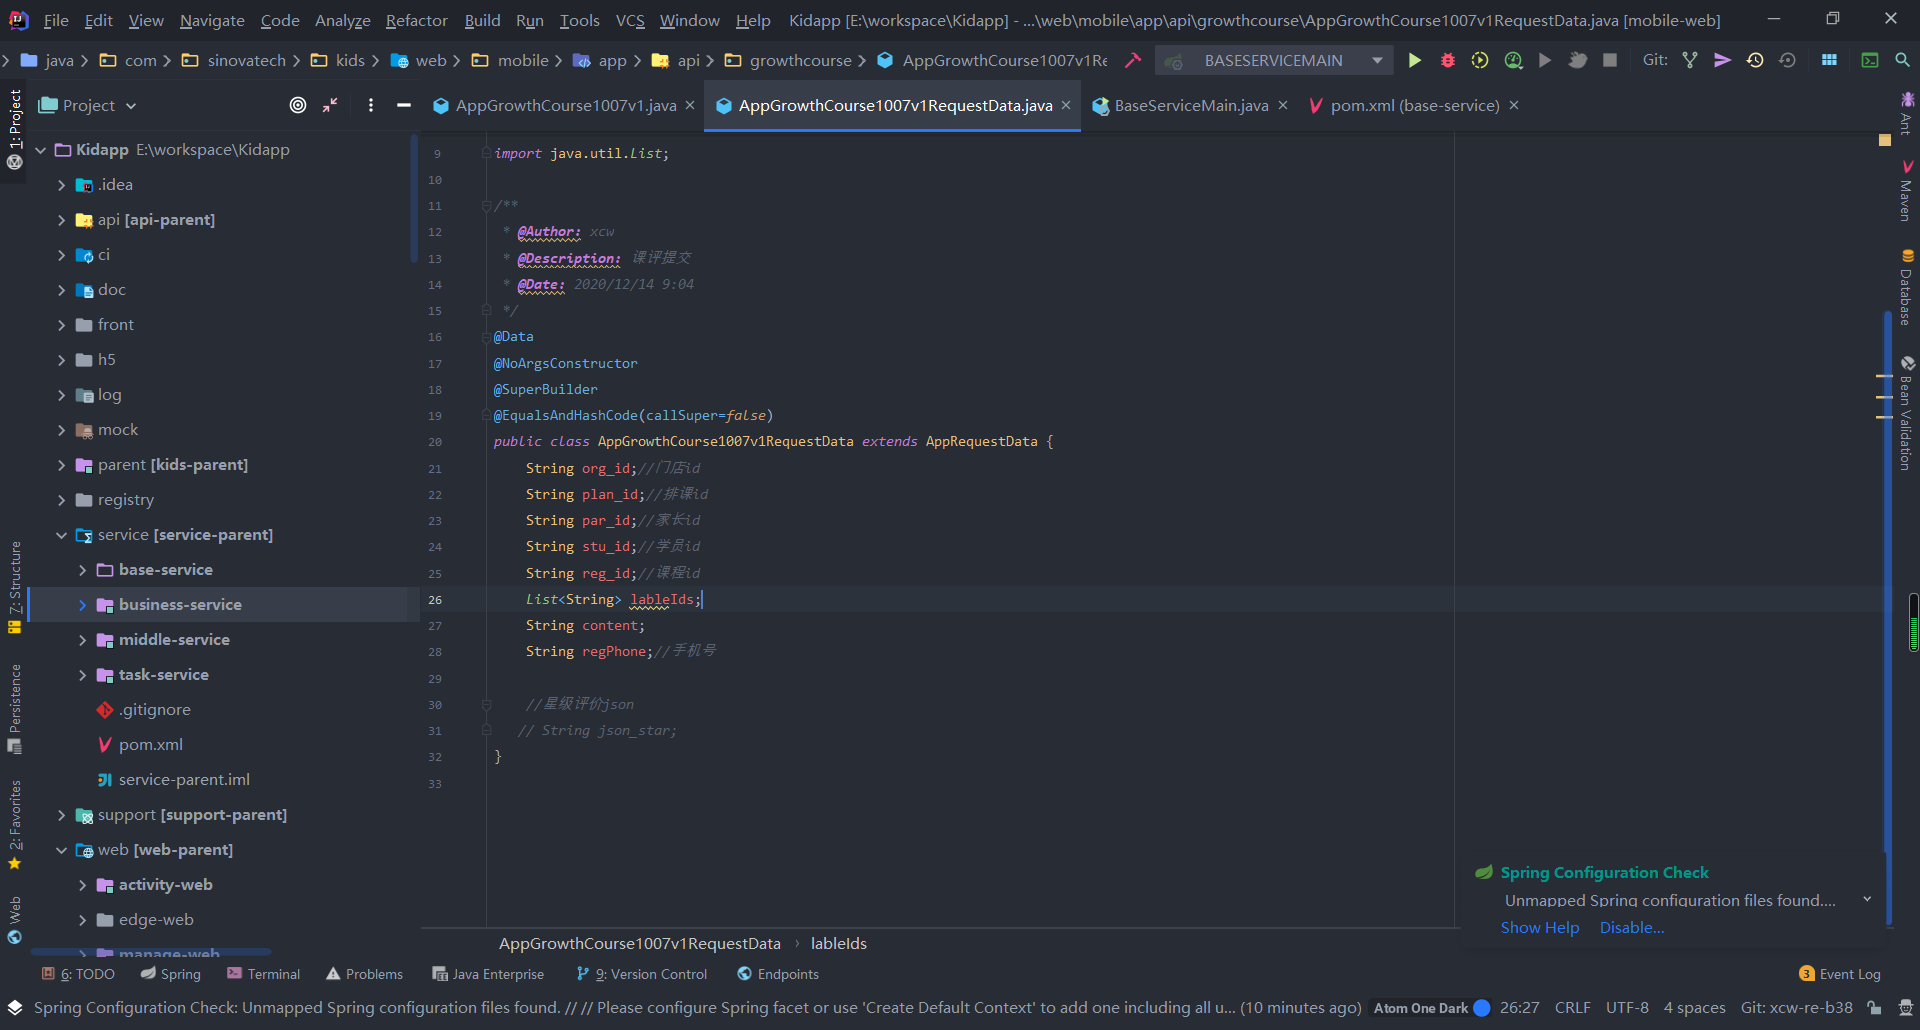 File Edit View Navigate Code Analyze Refactor Build Run Tools VCS Window Help Kidapp [E:\workspace\Kidapp] - ...\web\mobile\app\api\growthcourse\AppGrowthCourse1007v1RequestData.java [mobile-web]
java com sinovatech kids web mobile app api growthcourse AppGrowthCourse1007v1Re BASESERVICEMAIN Git:
Project
AppGrowthCourse1007v1.java AppGrowthCourse1007v1RequestData.java BaseServiceMain.java pom.xml (base-service)
1: Project
7: Structure
Persistence
2: Favorites
Web
Kidapp E:\workspace\Kidapp
.idea
api [api-parent]
ci
doc
front
h5
log
mock
parent [kids-parent]
registry
service [service-parent]
base-service
business-service
middle-service
task-service
.gitignore
pom.xml
service-parent.iml
support [support-parent]
web [web-parent]
activity-web
edge-web
manage-web
9 import java.util.List;
10
11 /**
12 * @Author: xcw
13 * @Description: 课评提交
14 * @Date: 2020/12/14 9:04
15 */
16 @Data
17 @NoArgsConstructor
18 @SuperBuilder
19 @EqualsAndHashCode(callSuper=false)
20 public class AppGrowthCourse1007v1RequestData extends AppRequestData {
21 String org_id;//门店id
22 String plan_id;//排课id
23 String par_id;//家长id
24 String stu_id;//学员id
25 String reg_id;//课程id
26 List<String> lableIds;
27 String content;
28 String regPhone;//手机号
29
30 //星级评价json
31 // String json_star;
32 }
33
Ant
Maven
Database
Bean Validation
Spring Configuration Check
Unmapped Spring configuration files found....
Show Help Disable...
AppGrowthCourse1007v1RequestData › lableIds
6: TODO Spring Terminal Problems Java Enterprise 9: Version Control Endpoints 3 Event Log
Spring Configuration Check: Unmapped Spring configuration files found. // // Please configure Spring facet or use 'Create Default Context' to add one including all u... (10 minutes ago) Atom One Dark 26:27 CRLF UTF-8 4 spaces Git: xcw-re-b38